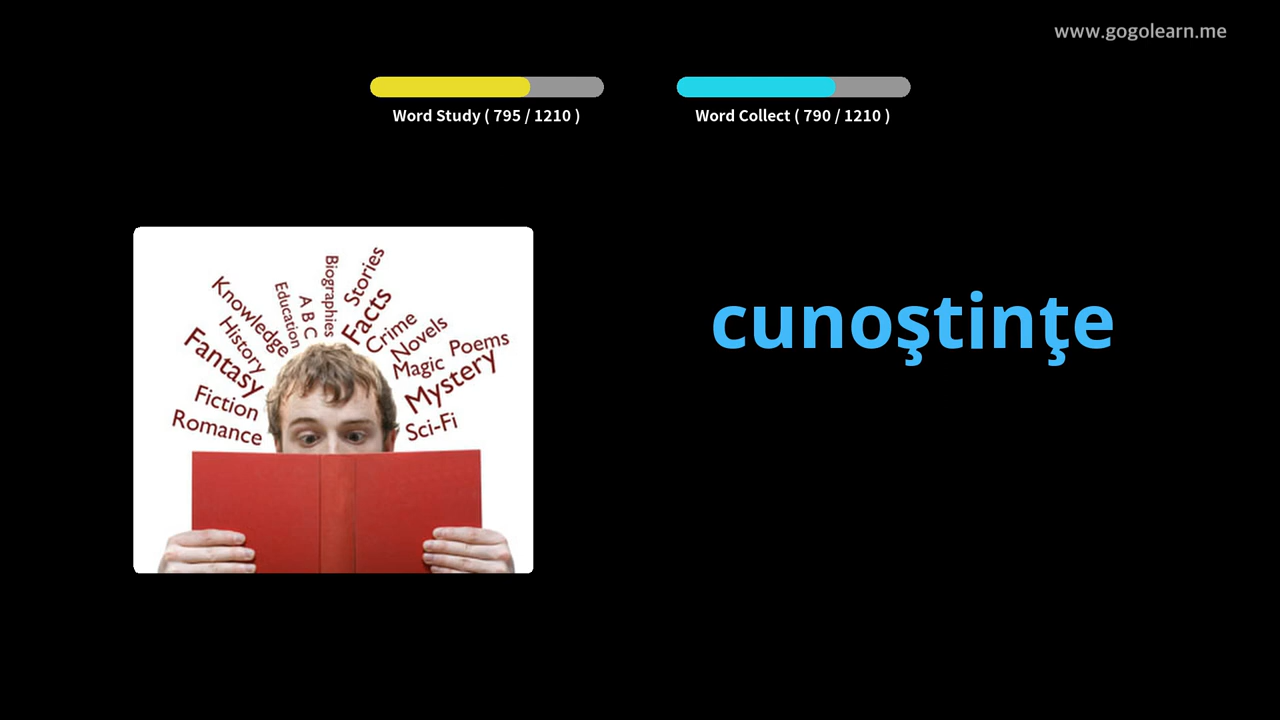 www.gogolearn.me
Word Study ( 795 / 1210 )
Word Collect ( 790 / 1210 )
cunoştinţe
Stories
Biographies
A B C
Education
Knowledge
Facts
History
Crime
Novels
Fantasy
Poems
Magic
Mystery
Fiction
Romance
Sci-Fi